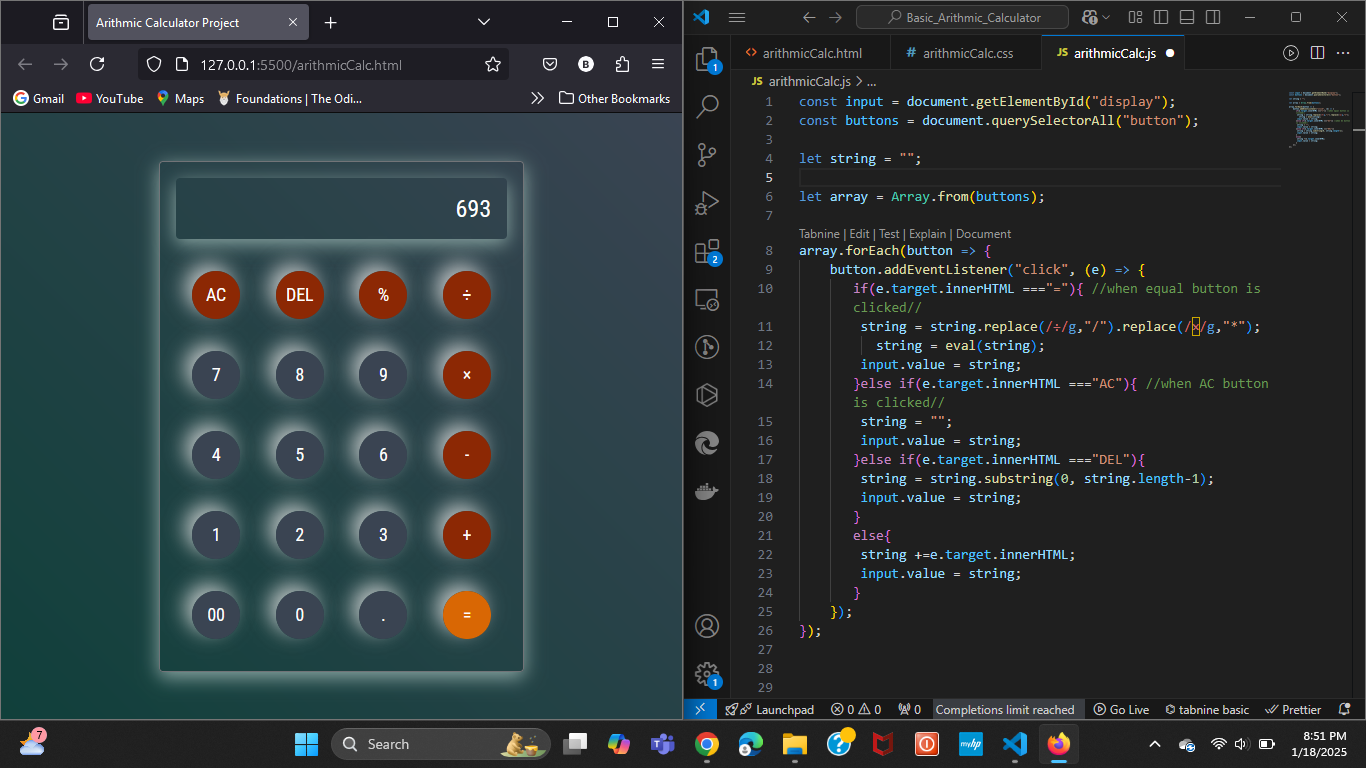 Arithmic Calculator Project
127.0.0.1:5500/arithmicCalc.html
B
Gmail
YouTube
Maps
Foundations | The Odi...
Other Bookmarks
693
AC DEL % ÷
7 8 9 ×
4 5 6 -
1 2 3 +
00 0 . =
Basic_Arithmic_Calculator
arithmicCalc.html
arithmicCalc.css
JS arithmicCalc.js
JS arithmicCalc.js > ...
1 const input = document.getElementById("display");
2 const buttons = document.querySelectorAll("button");
3
4 let string = "";
5
6 let array = Array.from(buttons);
7
Tabnine | Edit | Test | Explain | Document
8 array.forEach(button => {
9 button.addEventListener("click", (e) => {
10 if(e.target.innerHTML ==="="){ //when equal button is
clicked//
11 string = string.replace(/÷/g,"/").replace(/×/g,"*");
12 string = eval(string);
13 input.value = string;
14 }else if(e.target.innerHTML ==="AC"){ //when AC button
is clicked//
15 string = "";
16 input.value = string;
17 }else if(e.target.innerHTML ==="DEL"){
18 string = string.substring(0, string.length-1);
19 input.value = string;
20 }
21 else{
22 string +=e.target.innerHTML;
23 input.value = string;
24 }
25 });
26 });
27
28
29
1
2
1
Launchpad
0
0
0
Completions limit reached
Go Live
tabnine basic
Prettier
7
Search
myhp
8:51 PM
1/18/2025